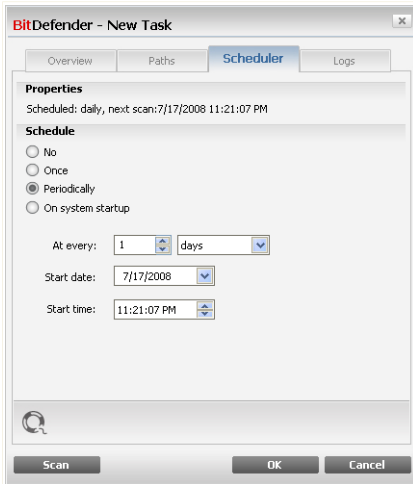 BitDefender - New Task
Overview Paths Scheduler Logs
Properties
Scheduled: daily, next scan:7/17/2008 11:21:07 PM
Schedule
No
Once
Periodically
On system startup
At every: 1 days
Start date: 7/17/2008
Start time: 11:21:07 PM
Scan OK Cancel